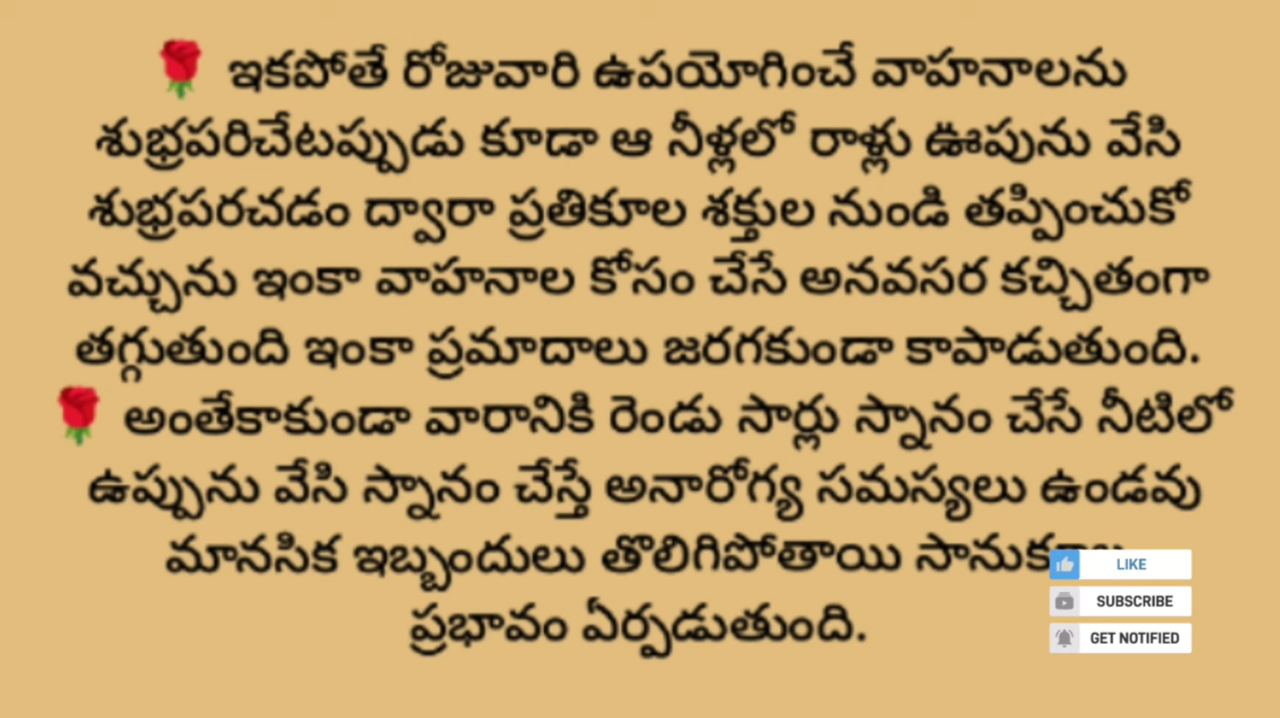 🌹 ఇకపోతే రోజువారి ఉపయోగించే వాహనాలను
శుభ్రపరిచేటప్పుడు కూడా ఆ నీళ్లలో రాళ్లు ఊపును వేసి
శుభ్రపరచడం ద్వారా ప్రతికూల శక్తుల నుండి తప్పించుకో
వచ్చును ఇంకా వాహనాల కోసం చేసే అనవసర కచ్చితంగా
తగ్గుతుంది ఇంకా ప్రమాదాలు జరగకుండా కాపాడుతుంది.
🌹 అంతేకాకుండా వారానికి రెండు సార్లు స్నానం చేసే నీటిలో
ఉప్పును వేసి స్నానం చేస్తే అనారోగ్య సమస్యలు ఉండవు
మానసిక ఇబ్బందులు తొలిగిపోతాయి
ప్రభావం ఏర్పడుతుంది.
LIKE
SUBSCRIBE
GET NOTIFIED